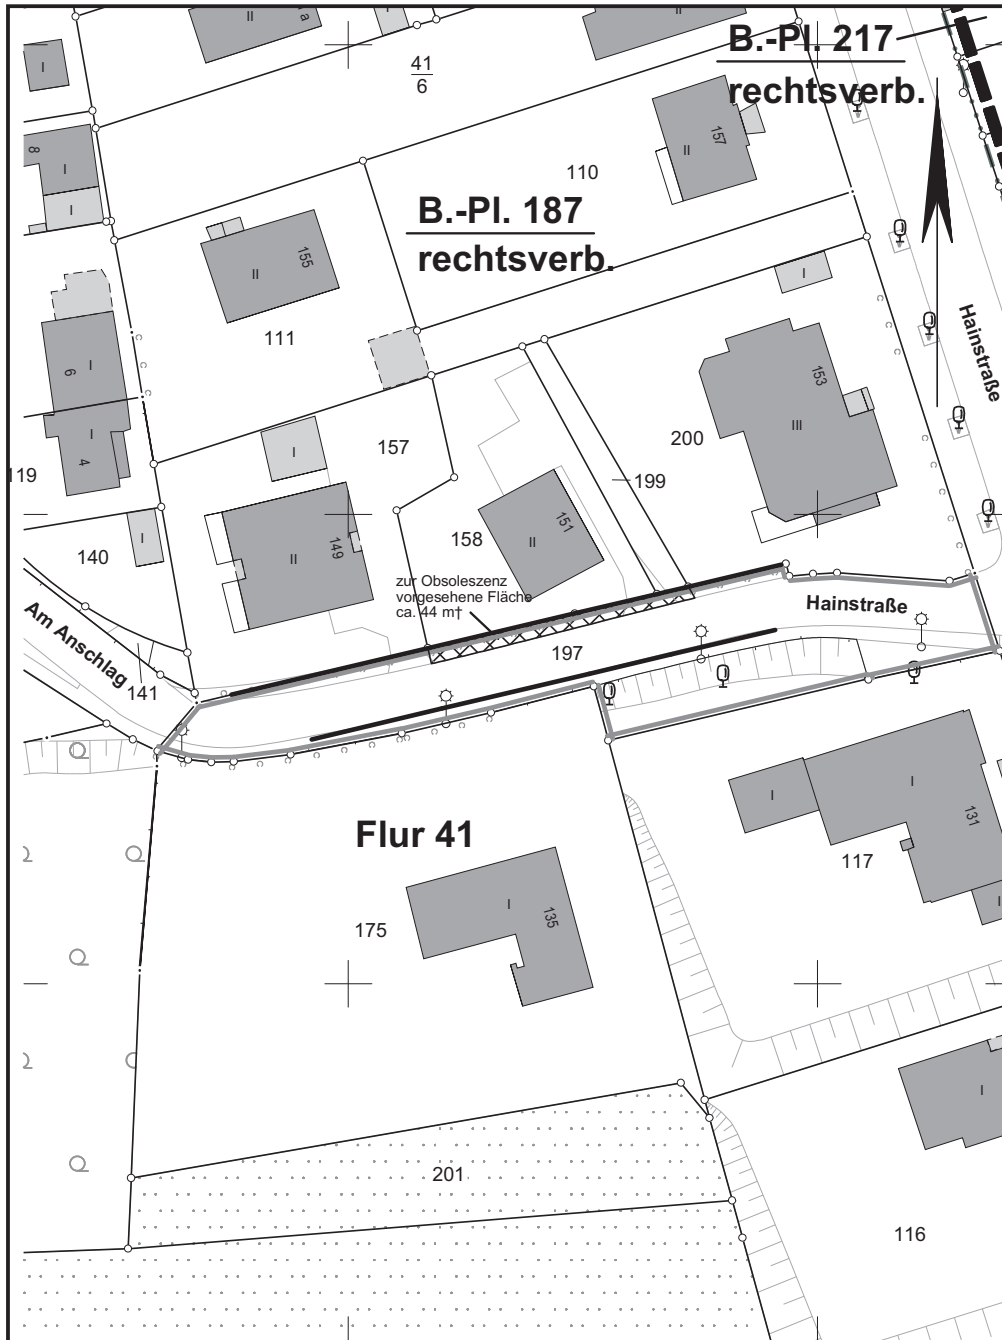 B.-Pl. 217
rechtsverb.
a
II
I
II
I
41
6
8
I
I
157
II
110
B.-Pl. 187
rechtsverb.
155
II
111
I
I
6
I
4
Hainstraße
153
III
200
I
157
119
199
140
I
149
II
158
151
II
zur Obsoleszenz
vorgesehene Fläche
ca. 44 m†
Hainstraße
Am Anschlag
141
197
Flur 41
I
I
131
117
I
175
I
135
I
201
116